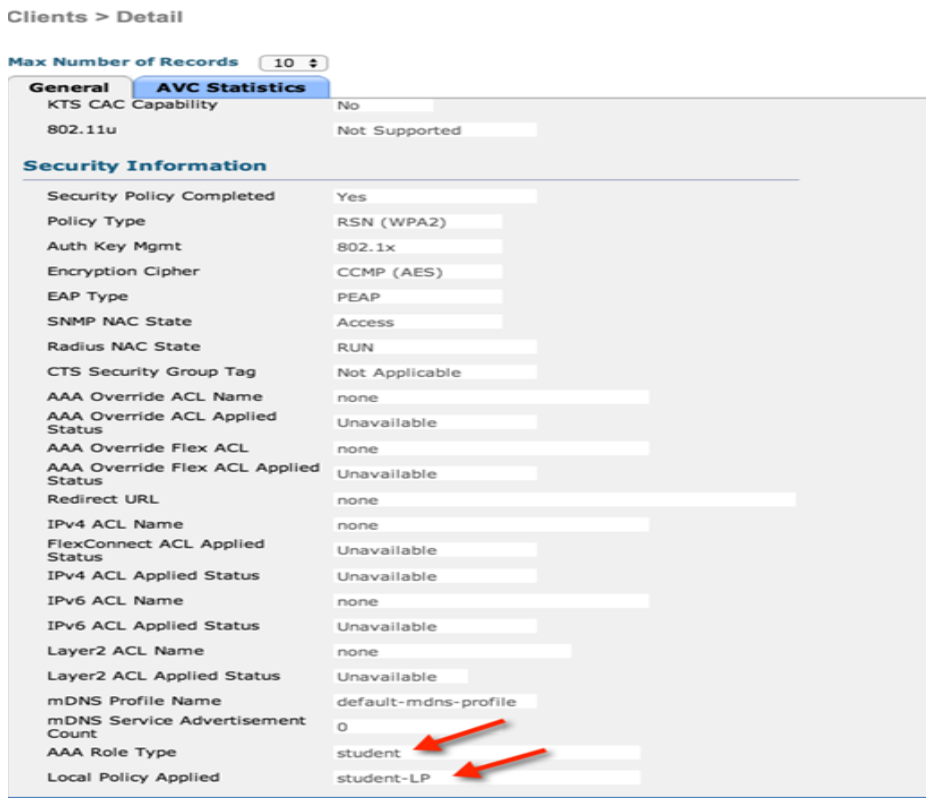 Clients > Detail
Max Number of Records 10
General AVC Statistics
KTS CAC Capability No
802.11u Not Supported
Security Information
Security Policy Completed Yes
Policy Type RSN (WPA2)
Auth Key Mgmt 802.1x
Encryption Cipher CCMP (AES)
EAP Type PEAP
SNMP NAC State Access
Radius NAC State RUN
CTS Security Group Tag Not Applicable
AAA Override ACL Name none
AAA Override ACL Applied
Status Unavailable
AAA Override Flex ACL none
AAA Override Flex ACL Applied
Status Unavailable
Redirect URL none
IPv4 ACL Name none
FlexConnect ACL Applied
Status Unavailable
IPv4 ACL Applied Status Unavailable
IPv6 ACL Name none
IPv6 ACL Applied Status Unavailable
Layer2 ACL Name none
Layer2 ACL Applied Status Unavailable
mDNS Profile Name default-mdns-profile
mDNS Service Advertisement
Count 0
AAA Role Type student
Local Policy Applied student-LP